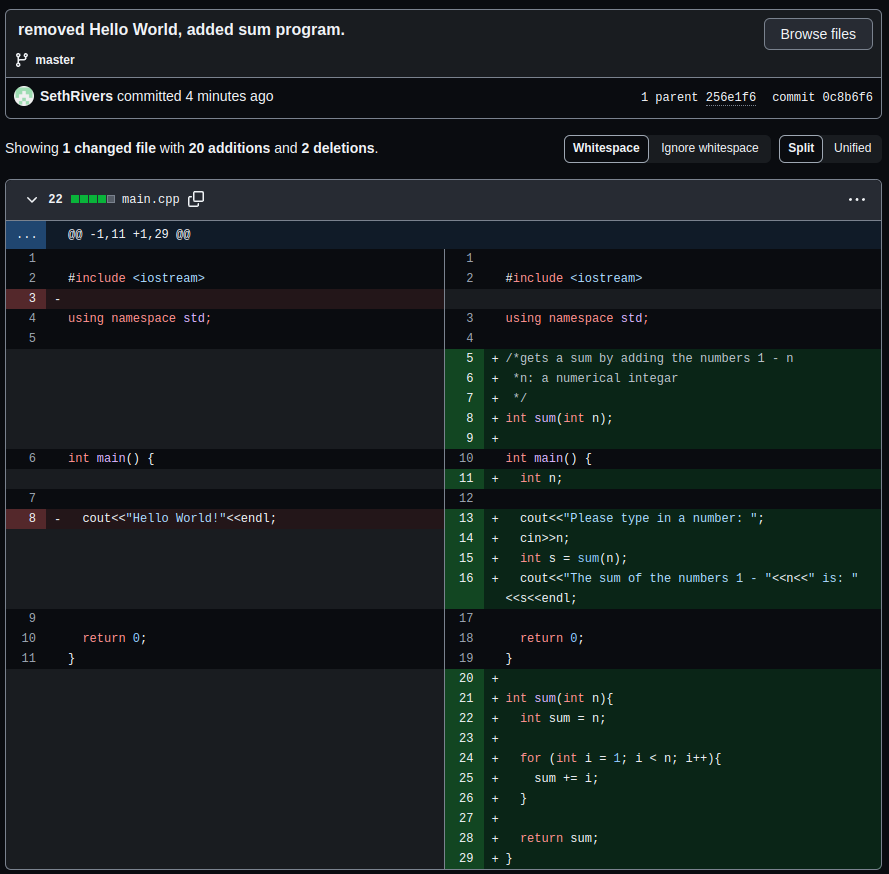 removed Hello World, added sum program.
Browse files
master
SethRivers committed 4 minutes ago
1 parent 256e1f6 commit 0c8b6f6
Showing 1 changed file with 20 additions and 2 deletions.
Whitespace Ignore whitespace Split Unified
22 main.cpp
...
@@ -1,11 +1,29 @@
1 1
2 #include <iostream> 2 #include <iostream>
3 -
4 using namespace std; 3 using namespace std;
5 4
5 + /*gets a sum by adding the numbers 1 - n
6 + *n: a numerical integar
7 + */
8 + int sum(int n);
9 +
6 int main() { 10 int main() {
11 + int n;
7 12
8 - cout<<"Hello World!"<<endl; 13 + cout<<"Please type in a number: ";
14 + cin>>n;
15 + int s = sum(n);
16 + cout<<"The sum of the numbers 1 - "<<n<<" is: "
<<s<<endl;
9 17
10 return 0; 18 return 0;
11 } 19 }
20 +
21 + int sum(int n){
22 + int sum = n;
23 +
24 + for (int i = 1; i < n; i++){
25 + sum += i;
26 + }
27 +
28 + return sum;
29 + }